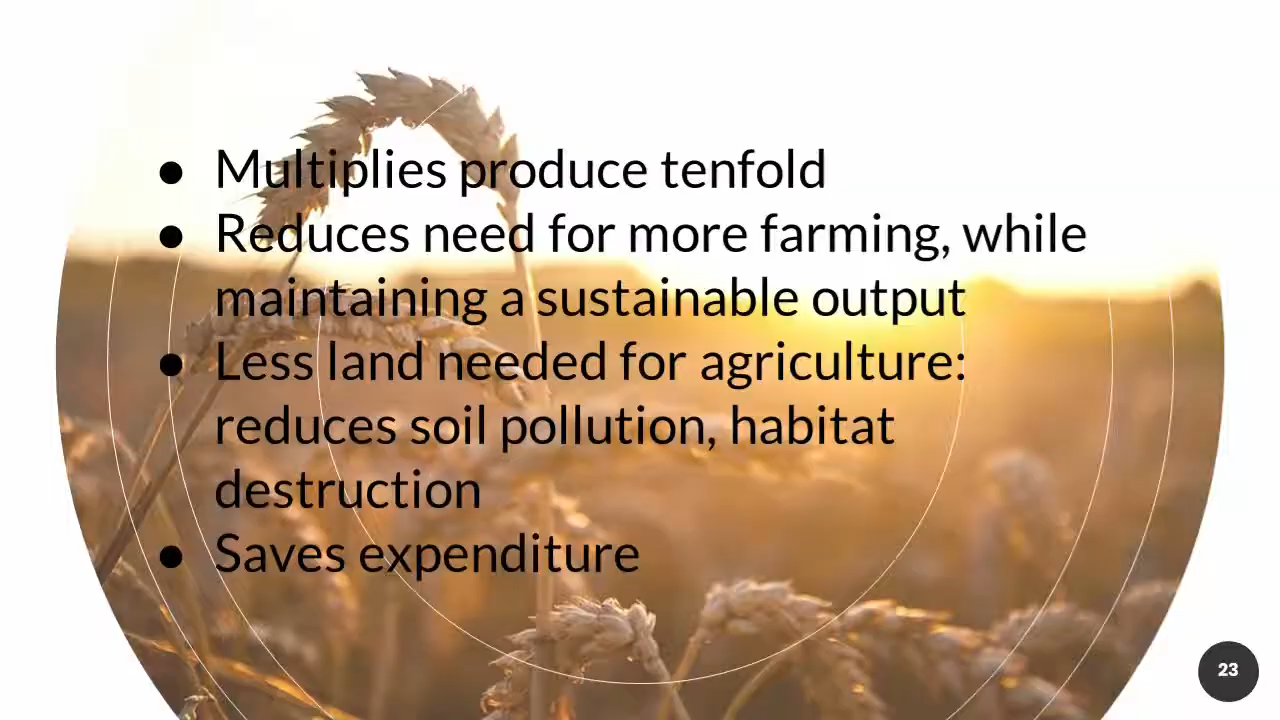 ● Multiplies produce tenfold
● Reduces need for more farming, while
maintaining a sustainable output
● Less land needed for agriculture:
reduces soil pollution, habitat
destruction
● Saves expenditure
23